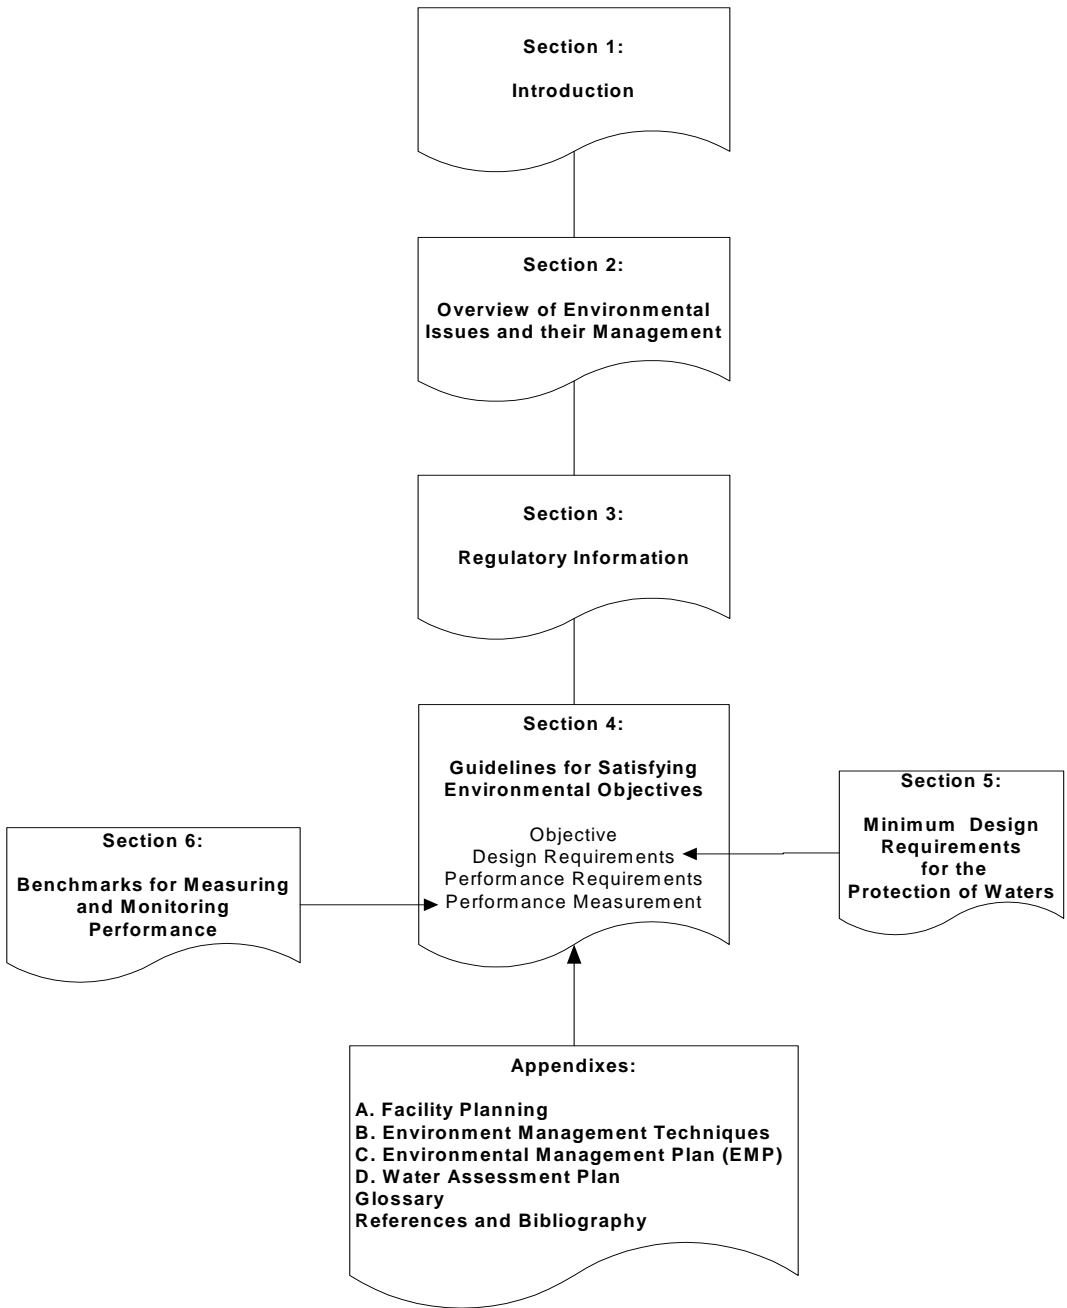 Section 1:
Introduction
Section 2:
Overview of Environmental
Issues and their Management
Section 3:
Regulatory Information
Section 4:
Guidelines for Satisfying
Environmental Objectives
Objective
Design Requirements
Performance Requirements
Performance Measurement
Section 5:
Minimum Design
Requirements
for the
Protection of Waters
Section 6:
Benchmarks for Measuring
and Monitoring
Performance
Appendixes:
A. Facility Planning
B. Environment Management Techniques
C. Environmental Management Plan (EMP)
D. Water Assessment Plan
Glossary
References and Bibliography